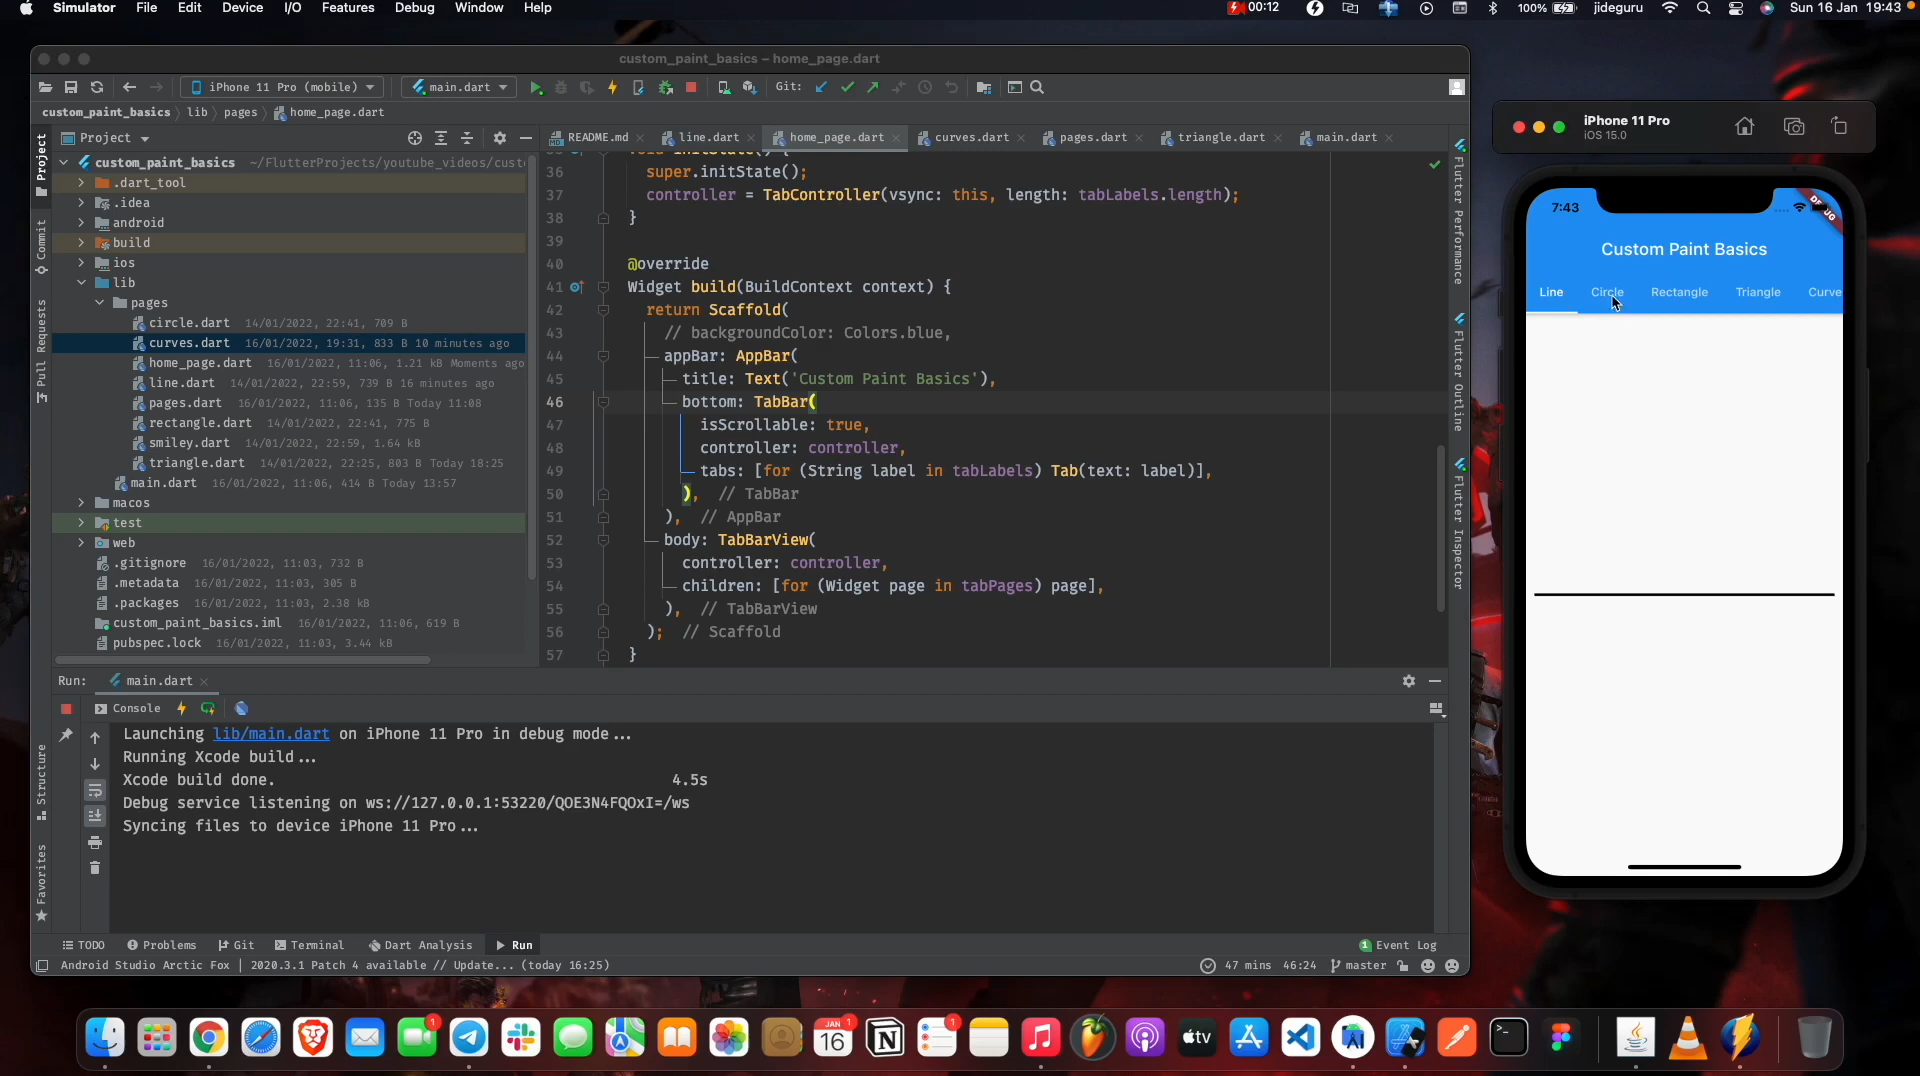 Simulator File Edit Device I/O Features Debug Window Help
00:12 100% jideguru Sun 16 Jan 19:43
custom_paint_basics – home_page.dart
iPhone 11 Pro (mobile) main.dart Git:
custom_paint_basics lib pages home_page.dart
Project
README.md line.dart home_page.dart curves.dart pages.dart triangle.dart main.dart
Project
Commit
Pull Requests
Structure
Favorites
custom_paint_basics ~/FlutterProjects/youtube_videos/cust
.dart_tool
.idea
android
build
ios
lib
pages
circle.dart 14/01/2022, 22:41, 709 B
curves.dart 16/01/2022, 19:31, 833 B 10 minutes ago
home_page.dart 16/01/2022, 11:06, 1.21 kB Moments ago
line.dart 14/01/2022, 22:59, 739 B 16 minutes ago
pages.dart 16/01/2022, 11:06, 135 B Today 11:08
rectangle.dart 14/01/2022, 22:41, 775 B
smiley.dart 14/01/2022, 22:59, 1.64 kB
triangle.dart 14/01/2022, 22:25, 803 B Today 18:25
main.dart 16/01/2022, 11:06, 414 B Today 13:57
macos
test
web
.gitignore 16/01/2022, 11:03, 732 B
.metadata 16/01/2022, 11:03, 305 B
.packages 16/01/2022, 11:03, 2.38 kB
custom_paint_basics.iml 16/01/2022, 11:06, 619 B
pubspec.lock 16/01/2022, 11:03, 3.44 kB
36 super.initState();
37 controller = TabController(vsync: this, length: tabLabels.length);
38 }
39
40 @override
41 Widget build(BuildContext context) {
42 return Scaffold(
43 // backgroundColor: Colors.blue,
44 appBar: AppBar(
45 title: Text('Custom Paint Basics'),
46 bottom: TabBar(
47 isScrollable: true,
48 controller: controller,
49 tabs: [for (String label in tabLabels) Tab(text: label)],
50 ), // TabBar
51 ), // AppBar
52 body: TabBarView(
53 controller: controller,
54 children: [for (Widget page in tabPages) page],
55 ), // TabBarView
56 ); // Scaffold
57 }
Flutter Performance
Flutter Outline
Flutter Inspector
Run: main.dart
Console
Launching lib/main.dart on iPhone 11 Pro in debug mode...
Running Xcode build...
Xcode build done. 4.5s
Debug service listening on ws://127.0.0.1:53220/QOE3N4FQOxI=/ws
Syncing files to device iPhone 11 Pro...
TODO Problems Git Terminal Dart Analysis Run 1 Event Log
Android Studio Arctic Fox | 2020.3.1 Patch 4 available // Update... (today 16:25) 47 mins 46:24 master
iPhone 11 Pro
iOS 15.0
7:43
Custom Paint Basics
Line Circle Rectangle Triangle Curve
1
JAN 1
16
1
tv